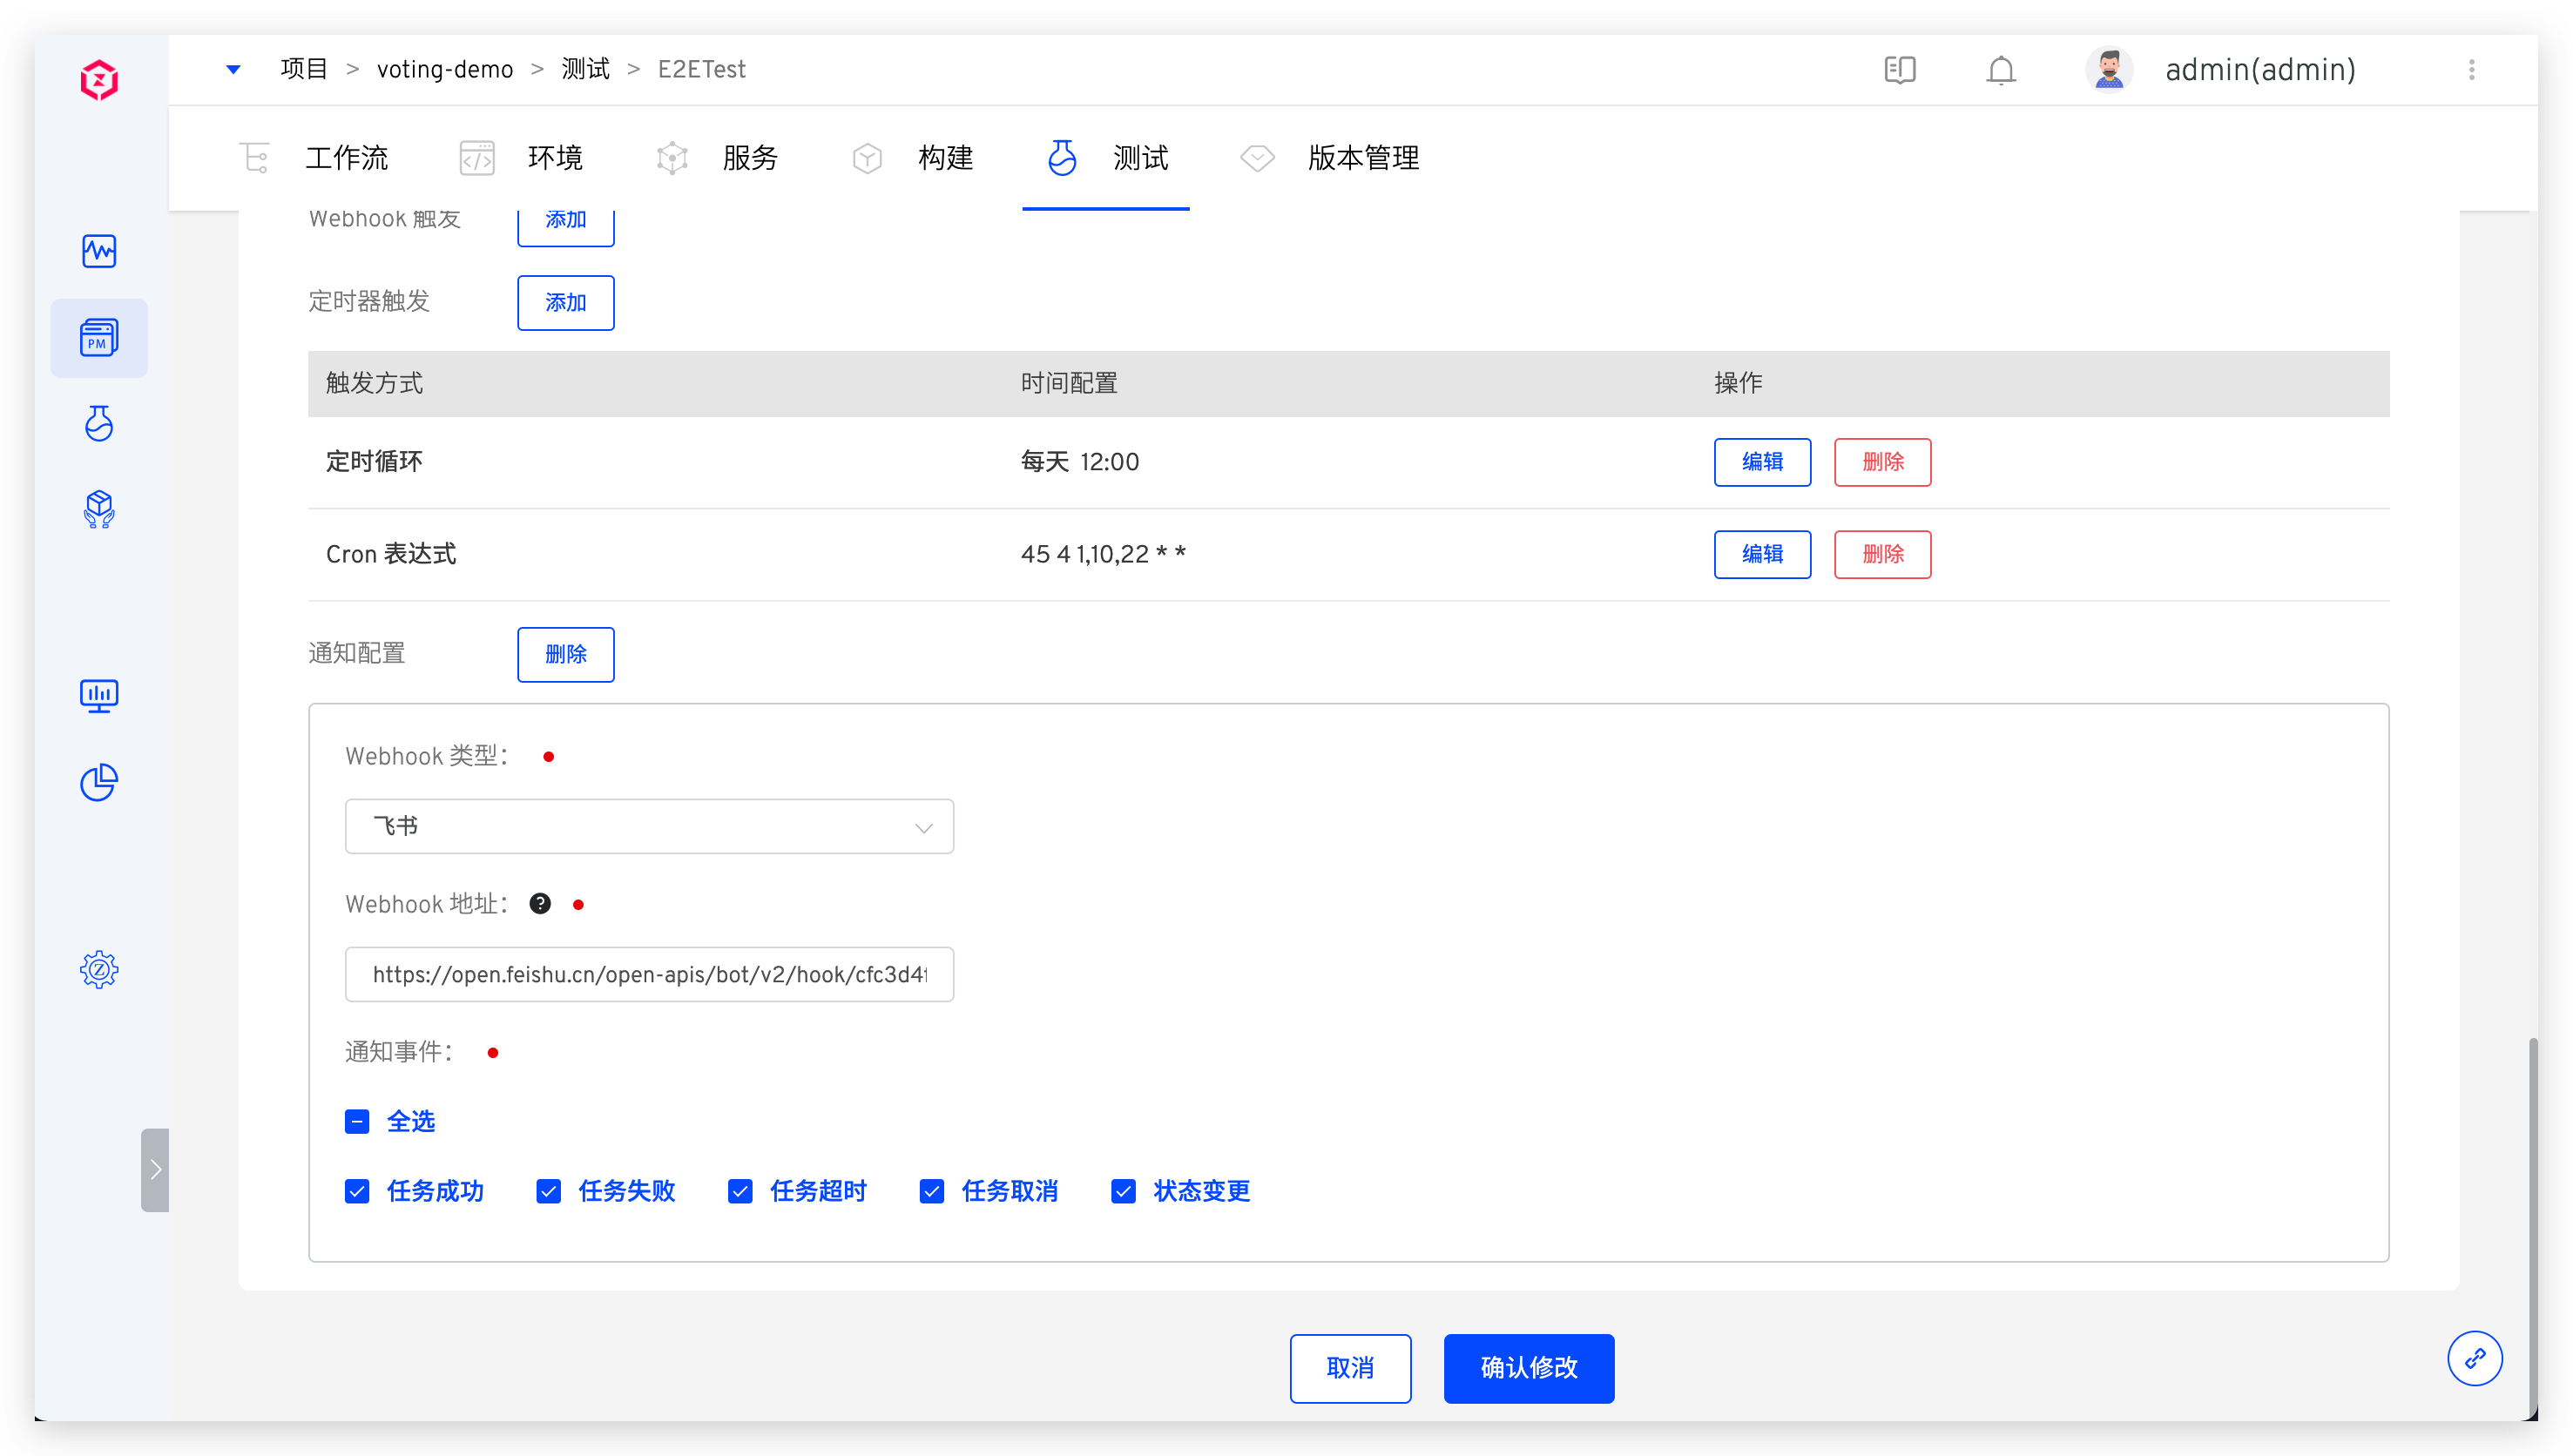 项目 > voting-demo > 测试 > E2ETest
admin(admin)
工作流 环境 服务 构建 测试 版本管理
Webhook 触发 添加
定时器触发 添加
触发方式 时间配置 操作
定时循环 每天 12:00 编辑 删除
Cron 表达式 45 4 1,10,22 * * 编辑 删除
通知配置 删除
Webhook 类型：
飞书
Webhook 地址：
https://open.feishu.cn/open-apis/bot/v2/hook/cfc3d4f
通知事件：
全选
任务成功 任务失败 任务超时 任务取消 状态变更
取消 确认修改
PM